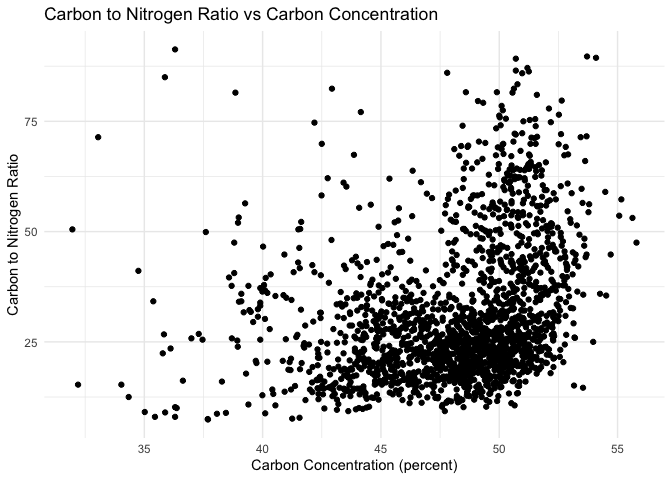 Carbon to Nitrogen Ratio vs Carbon Concentration
75
50
25
Carbon to Nitrogen Ratio
35 40 45 50 55
Carbon Concentration (percent)